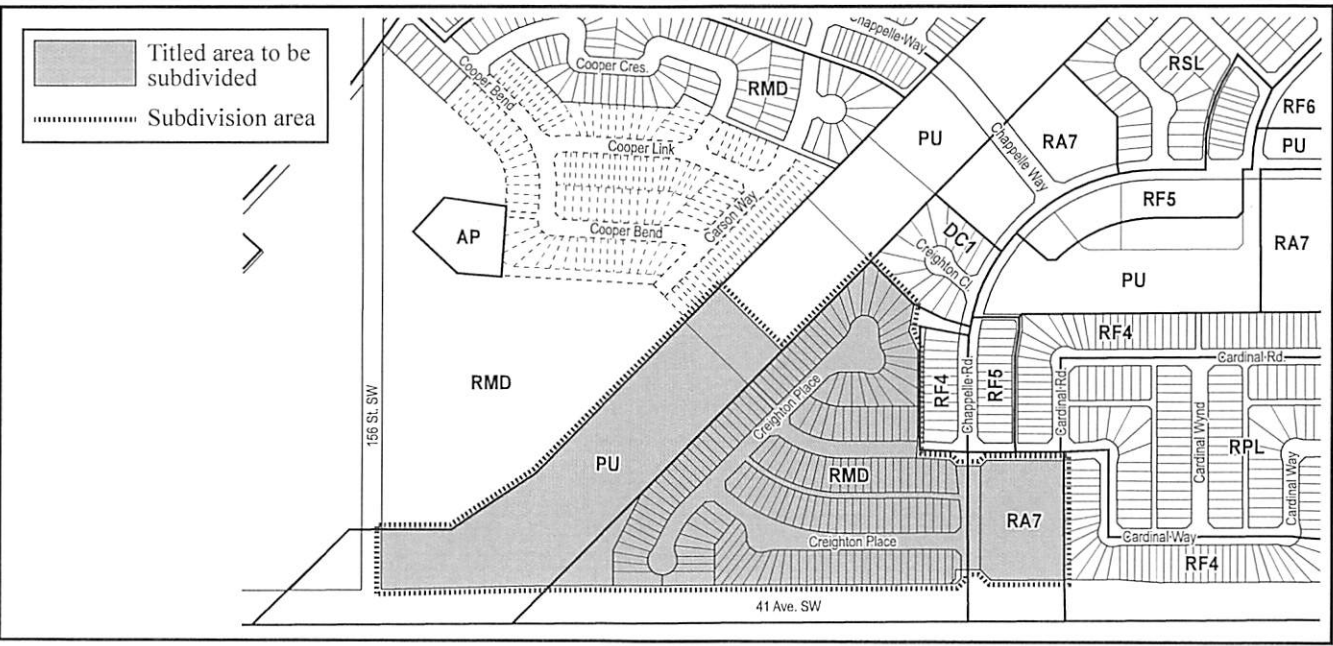 Titled area to be
subdivided
Subdivision area
Chappelle Way
Cooper Cres.
Cooper Bend
RMD
RSL
RF6
PU
PU
RA7
Chappelle Way
Cooper Link
RF5
Carson Way
Cooper Bend
AP
DC1
Creighton Cl.
RA7
PU
RF4
Cardinal Rd.
RMD
156 St. SW
Creighton Place
RF4
Chappelle Rd.
RF5
Cardinal Rd.
Cardinal Wynd
RPL
Cardinal Way
PU
RMD
RA7
Creighton Place
Cardinal Way
RF4
41 Ave. SW